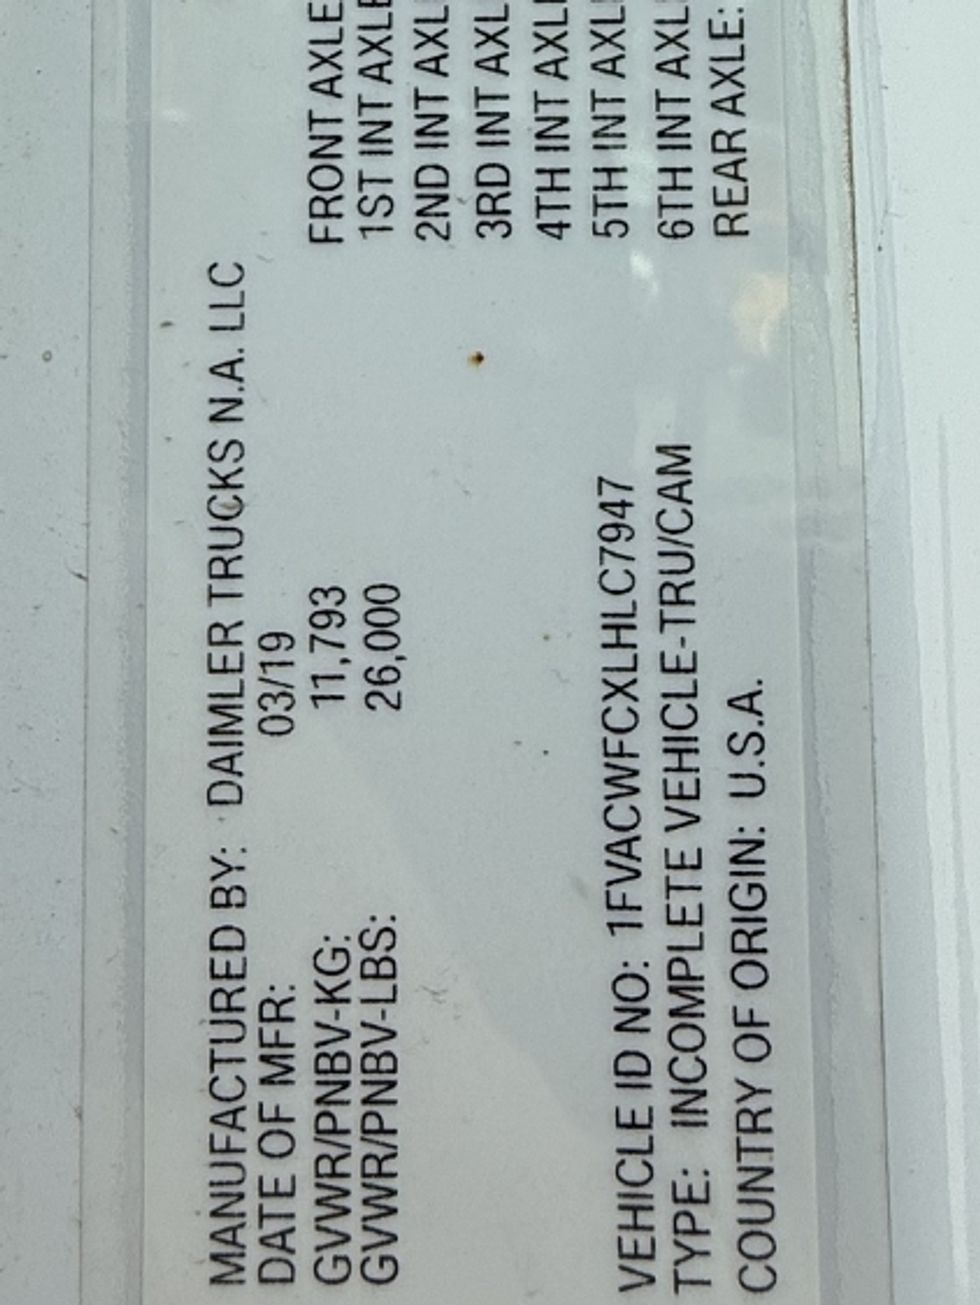 MANUFACTURED BY: DAIMLER TRUCKS N.A. LLC
DATE OF MFR: 03/19
GVWR/PNBV-KG: 11,793
GVWR/PNBV-LBS: 26,000
VEHICLE ID NO: 1FVACWFCXLHLC7947
TYPE: INCOMPLETE VEHICLE-TRU/CAM
COUNTRY OF ORIGIN: U.S.A.
FRONT AXLE
1ST INT AXLE
2ND INT AXL
3RD INT AXL
4TH INT AXL
5TH INT AXL
6TH INT AXL
REAR AXLE: